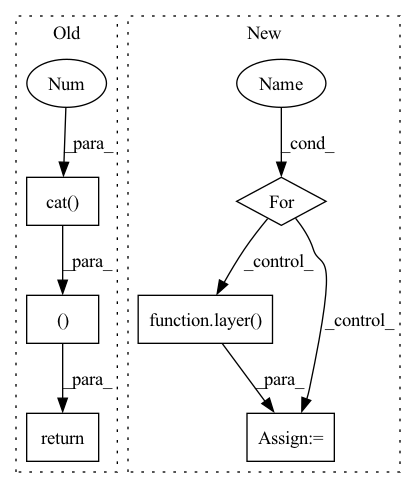 Old
New
Num
Name
_para_
_cond_
cat()
For
_para_
_control_
_control_
()
function.layer()
_para_
_para_
return
Assign:=